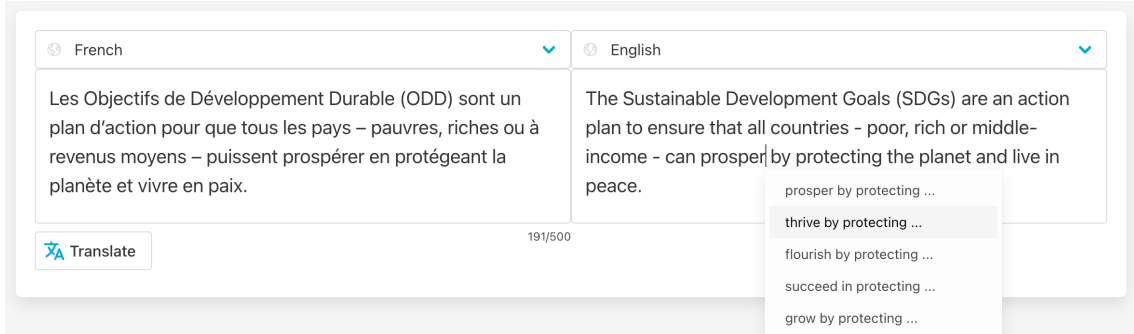 French
English
Les Objectifs de Développement Durable (ODD) sont un
plan d’action pour que tous les pays – pauvres, riches ou à
revenus moyens – puissent prospérer en protégeant la
planète et vivre en paix.
The Sustainable Development Goals (SDGs) are an action
plan to ensure that all countries - poor, rich or middle-
income - can prosper by protecting the planet and live in
peace.
prosper by protecting ...
thrive by protecting ...
flourish by protecting ...
succeed in protecting ...
grow by protecting ...
191/500
Translate